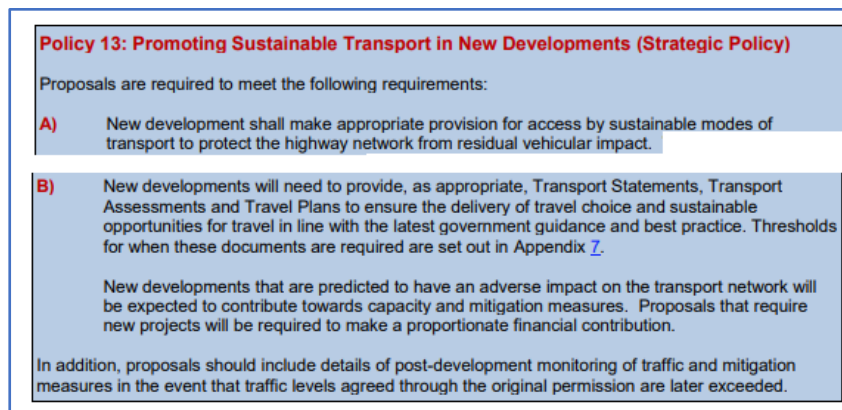 Policy 13: Promoting Sustainable Transport in New Developments (Strategic Policy)
Proposals are required to meet the following requirements:
A) New development shall make appropriate provision for access by sustainable modes of
transport to protect the highway network from residual vehicular impact.
B) New developments will need to provide, as appropriate, Transport Statements, Transport
Assessments and Travel Plans to ensure the delivery of travel choice and sustainable
opportunities for travel in line with the latest government guidance and best practice. Thresholds
for when these documents are required are set out in Appendix 7.
New developments that are predicted to have an adverse impact on the transport network will
be expected to contribute towards capacity and mitigation measures.  Proposals that require
new projects will be required to make a proportionate financial contribution.
In addition, proposals should include details of post-development monitoring of traffic and mitigation
measures in the event that traffic levels agreed through the original permission are later exceeded.